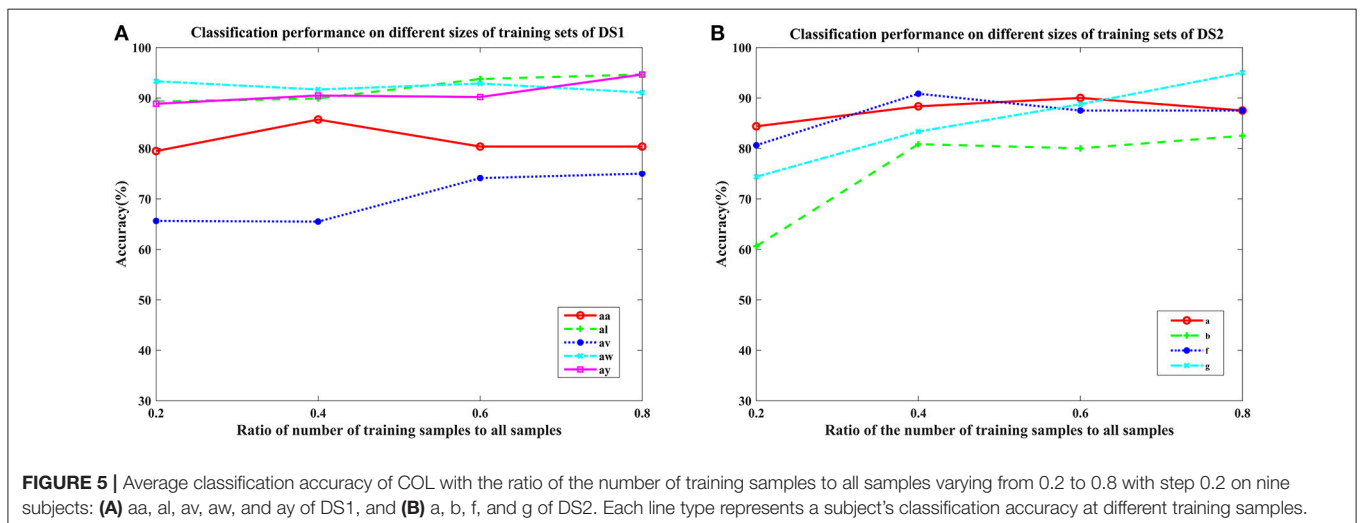 A
Classification performance on different sizes of training sets of DS1
100
90
80
70
60
50
40
30
Accuracy(%)
0.2 0.4 0.6 0.8
Ratio of number of training samples to all samples
aa
al
av
aw
ay
B
Classification performance on different sizes of training sets of DS2
100
90
80
70
60
50
40
30
Accuracy(%)
0.2 0.4 0.6 0.8
Ratio of the number of training samples to all samples
a
b
f
g
FIGURE 5 | Average classification accuracy of COL with the ratio of the number of training samples to all samples varying from 0.2 to 0.8 with step 0.2 on nine
subjects: (A) aa, al, av, aw, and ay of DS1, and (B) a, b, f, and g of DS2. Each line type represents a subject's classification accuracy at different training samples.